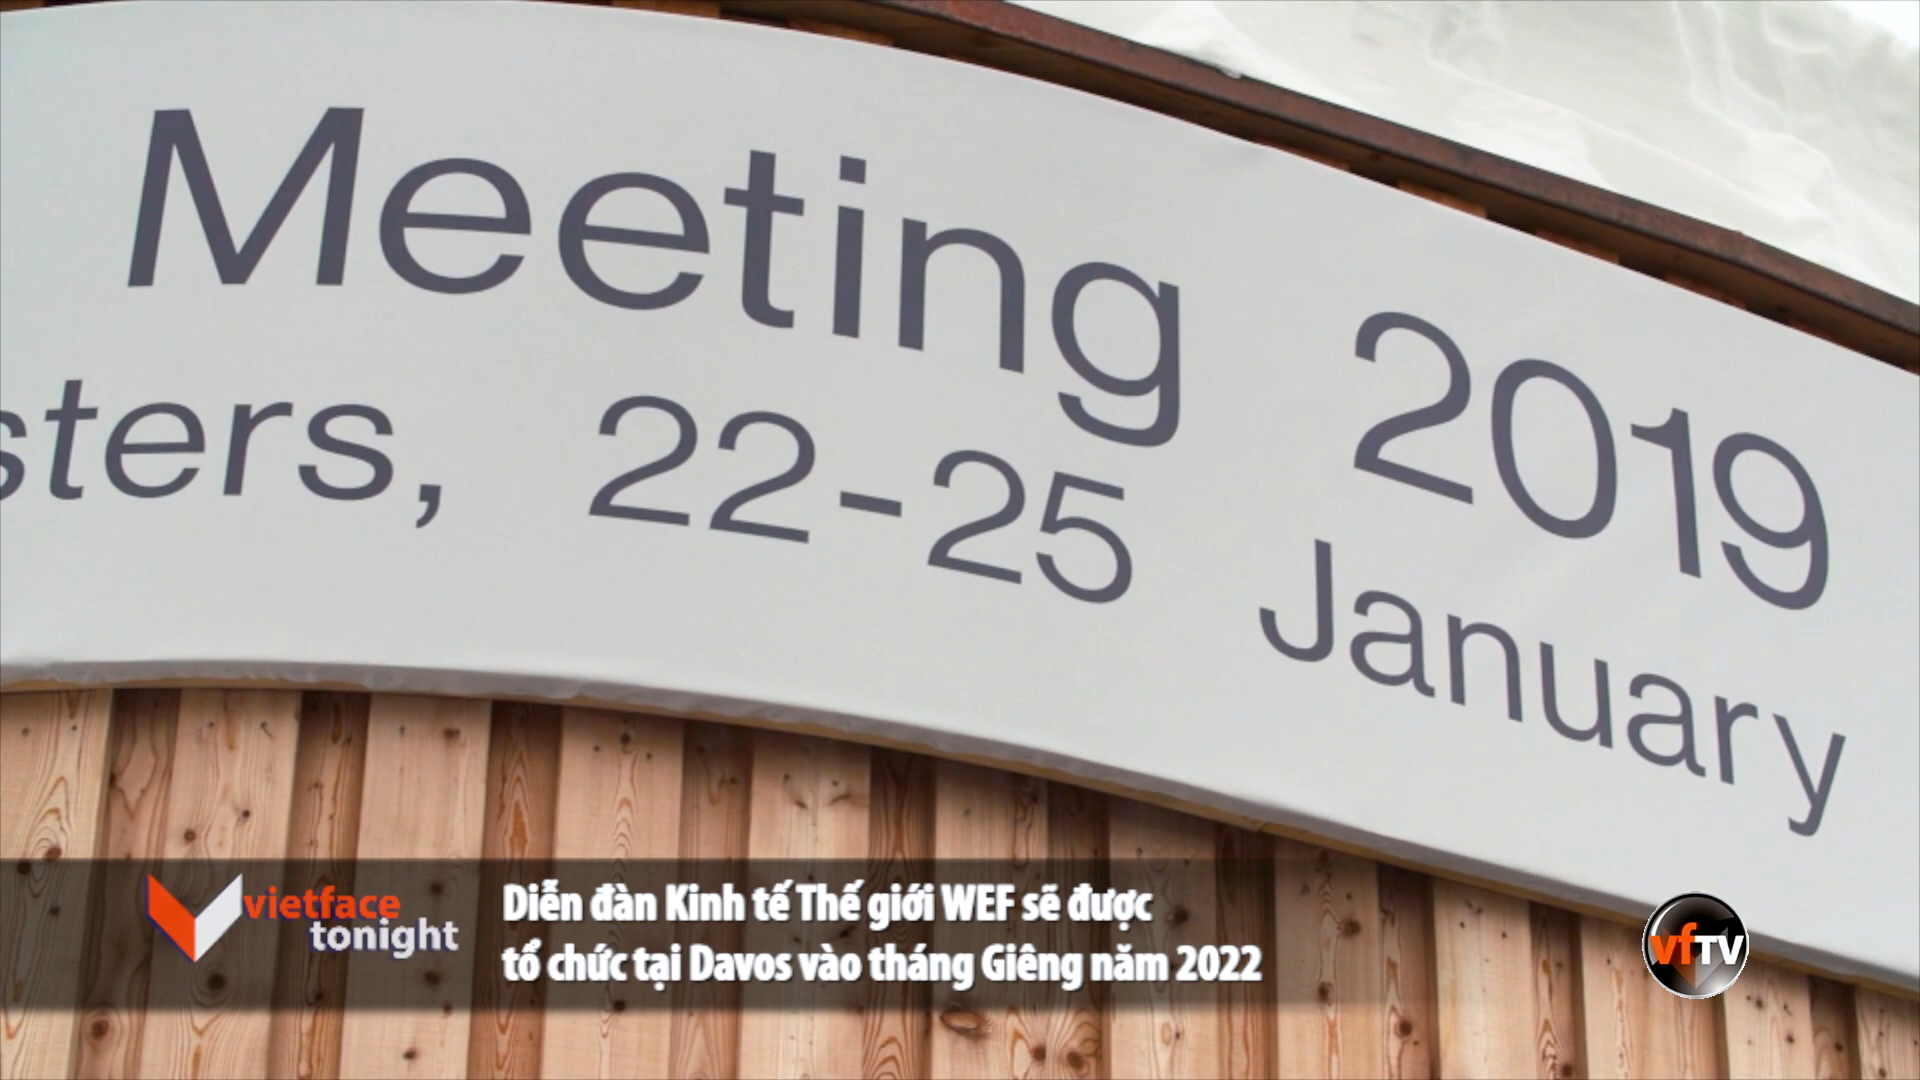 Meeting 2019
sters, 22-25 January
vietface
tonight
Diễn đàn Kinh tế Thế giới WEF sẽ được
tổ chức tại Davos vào tháng Giêng năm 2022
vfTV